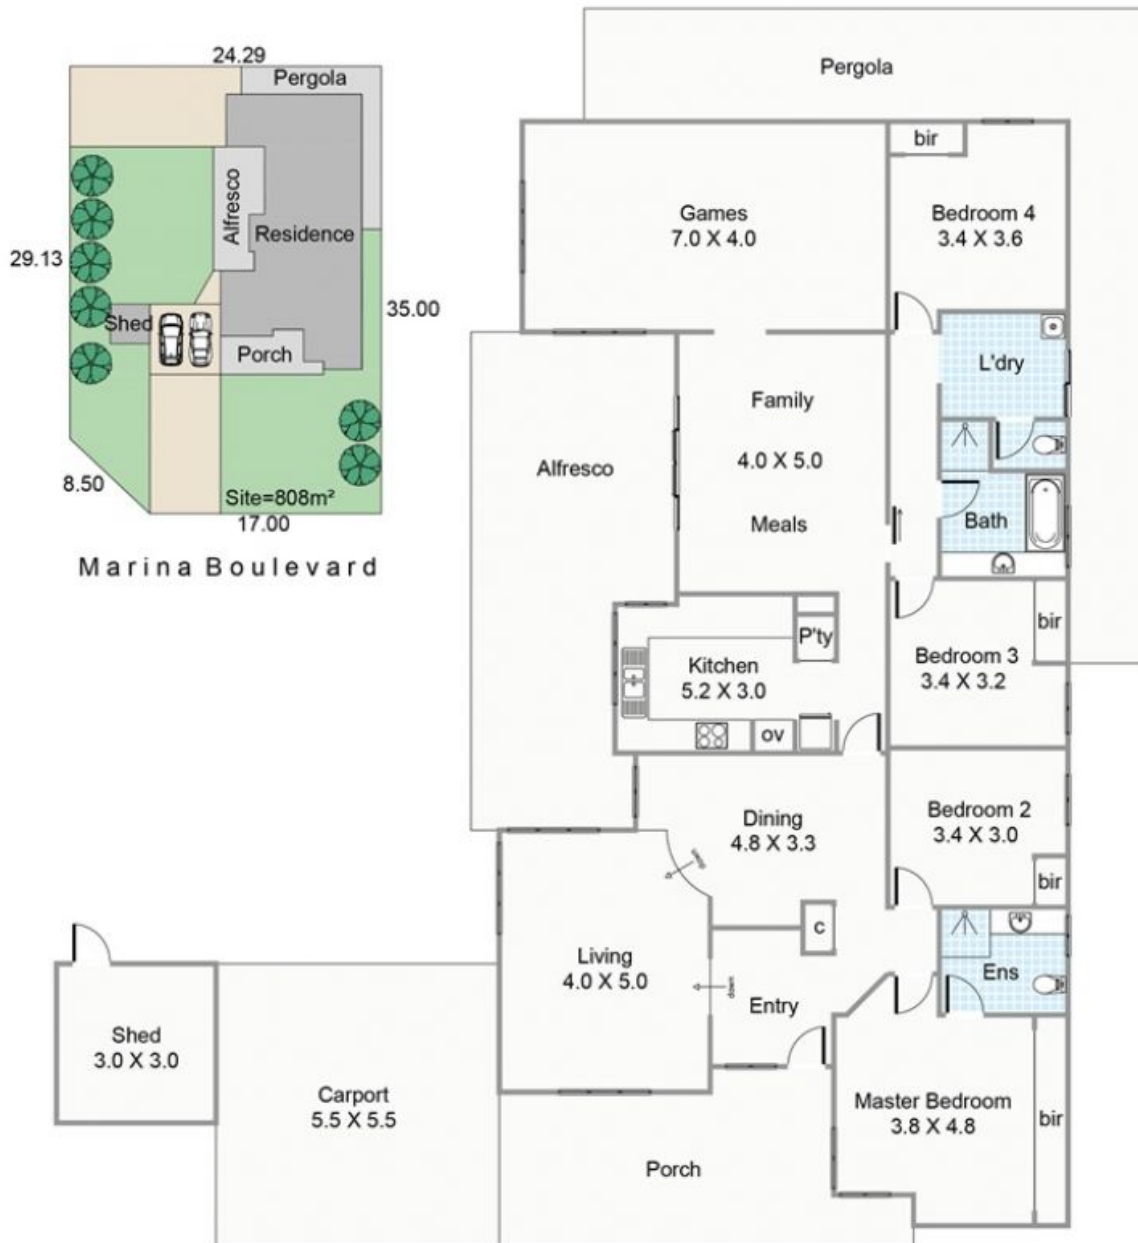 24.29
Pergola
Alfresco
Residence
29.13
35.00
Shed
Porch
8.50
Site=808m²
17.00
Marina Boulevard
Pergola
bir
Games
7.0 X 4.0
Bedroom 4
3.4 X 3.6
L'dry
Family
4.0 X 5.0
Meals
Alfresco
Bath
P'ty
bir
Kitchen
5.2 X 3.0
Bedroom 3
3.4 X 3.2
ov
Dining
4.8 X 3.3
Bedroom 2
3.4 X 3.0
bir
c
Living
4.0 X 5.0
down
Entry
Ens
Shed
3.0 X 3.0
Carport
5.5 X 5.5
Master Bedroom
3.8 X 4.8
bir
Porch